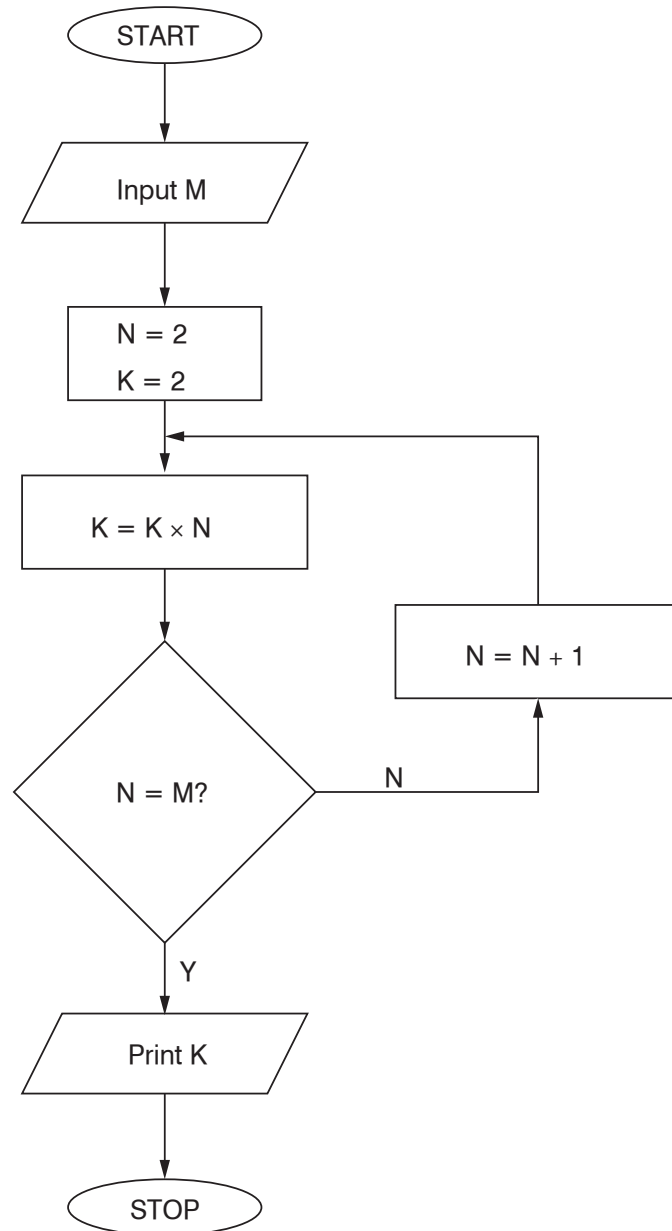 START
Input M
N = 2
K = 2
K = K × N
N = N + 1
N = M?
N
Y
Print K
STOP